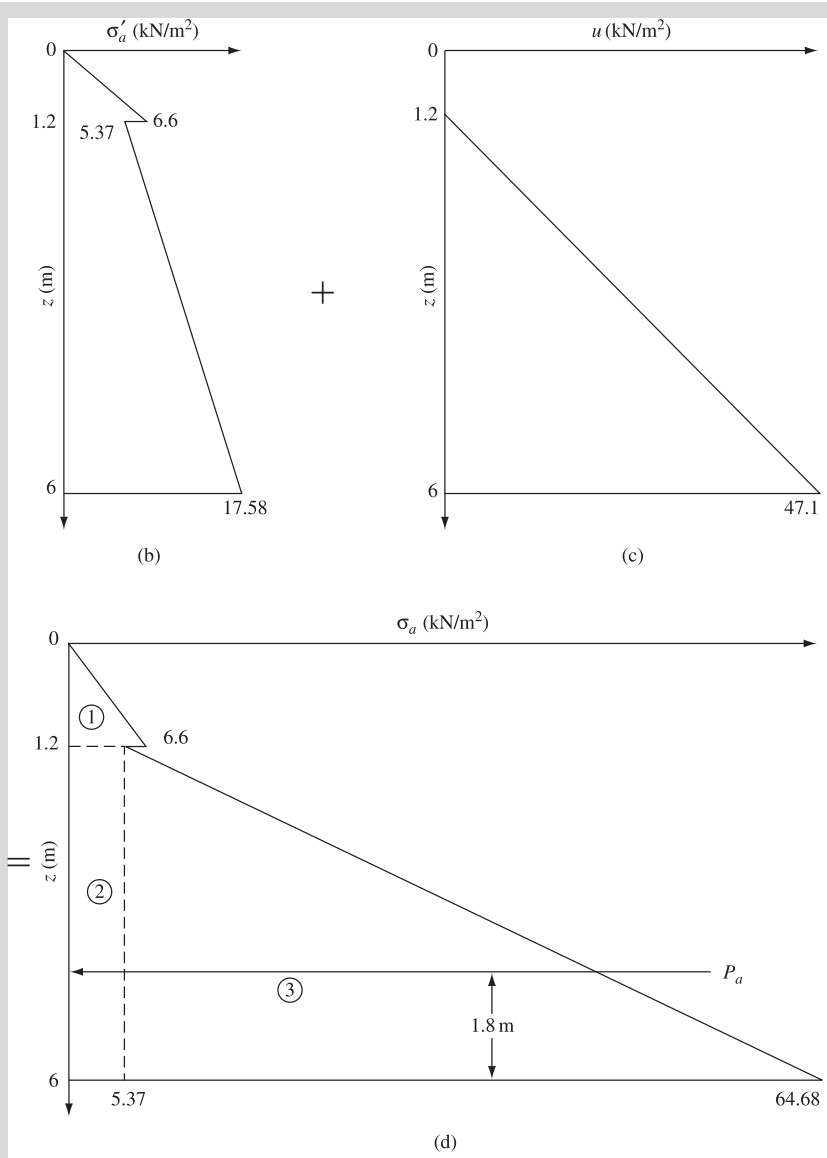 σ′a (kN/m²)
0
1.2
6.6
5.37
z (m)
6
17.58
(b)
+
u (kN/m²)
0
1.2
z (m)
6
47.1
(c)
=
σa (kN/m²)
0
①
1.2
6.6
z (m)
②
Pa
③
1.8 m
6
5.37
64.68
(d)